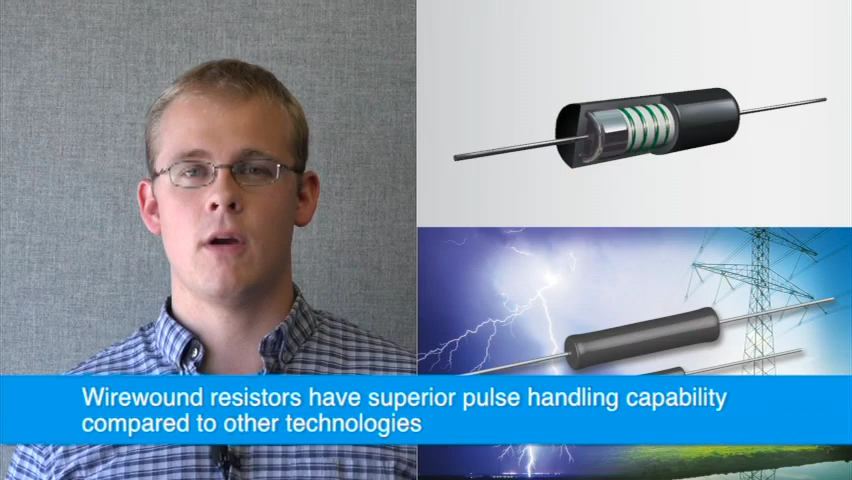 Wirewound resistors have superior pulse handling capability
compared to other technologies